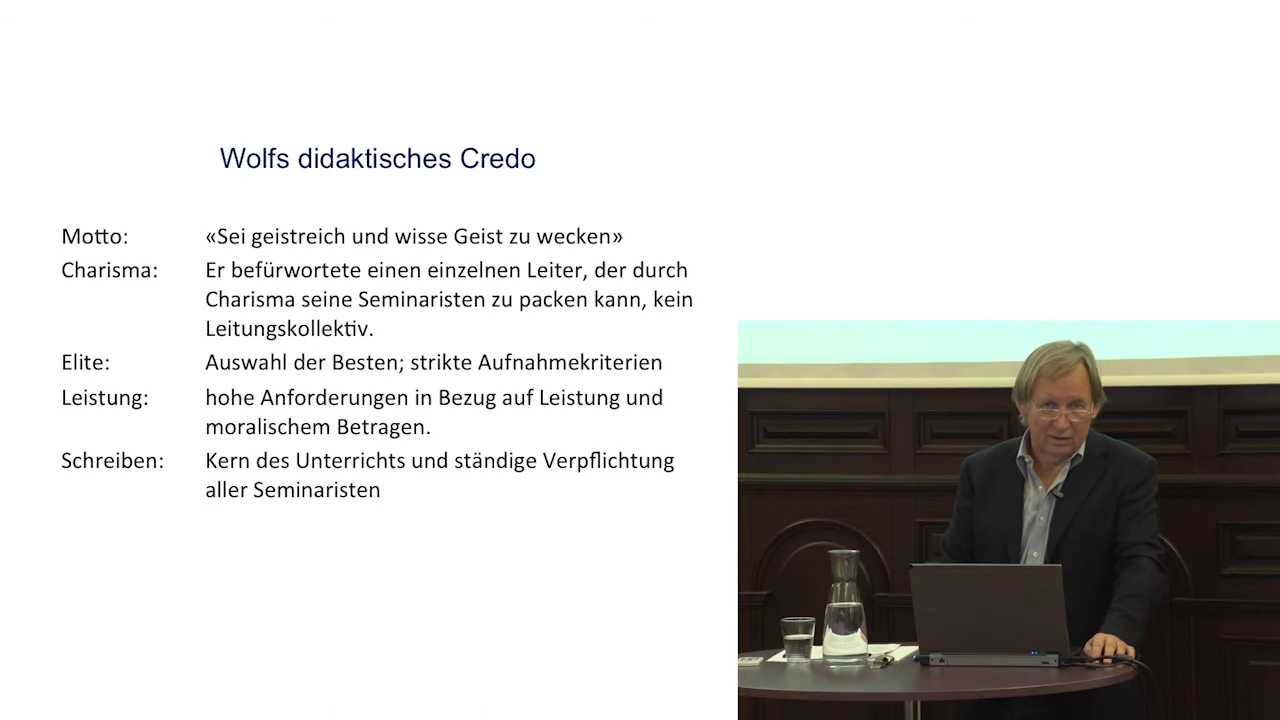 Wolfs didaktisches Credo
Motto: «Sei geistreich und wisse Geist zu wecken»
Charisma: Er befürwortete einen einzelnen Leiter, der durch
Charisma seine Seminaristen zu packen kann, kein
Leitungskollektiv.
Elite: Auswahl der Besten; strikte Aufnahmekriterien
Leistung: hohe Anforderungen in Bezug auf Leistung und
moralischem Betragen.
Schreiben: Kern des Unterrichts und ständige Verpflichtung
aller Seminaristen